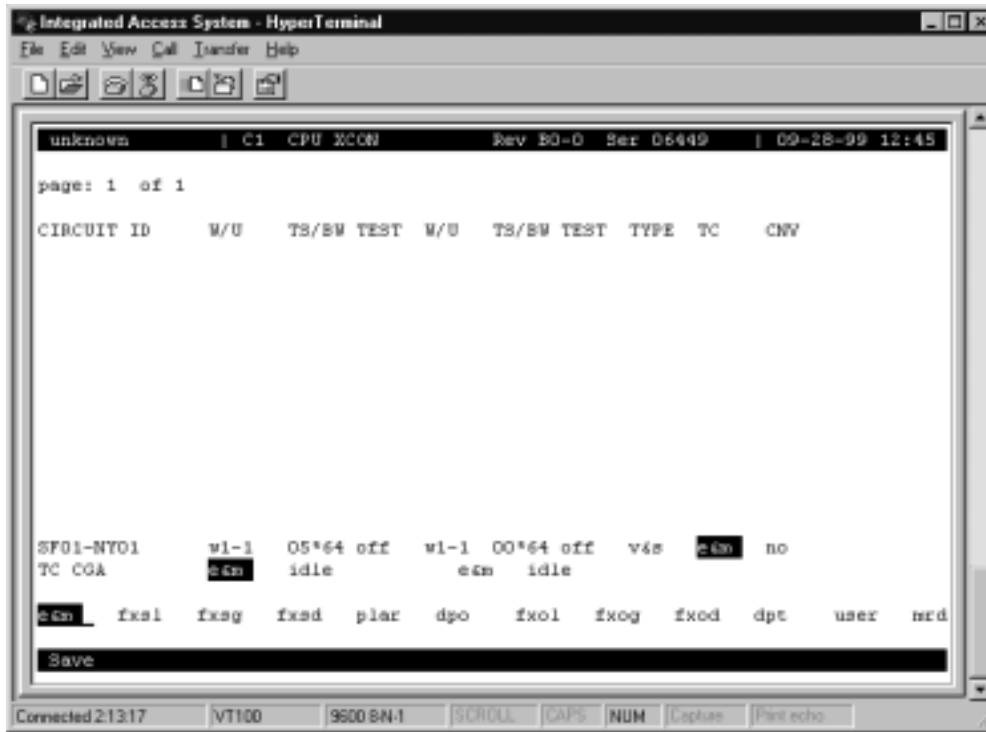 Integrated Access System - HyperTerminal
File Edit View Call Transfer Help
unknown | C1 CPU XCON Rev B0-0 Ser 06449 | 09-28-99 12:45
page: 1 of 1
CIRCUIT ID W/U TS/BW TEST W/U TS/BW TEST TYPE TC CNV
SF01-NY01 w1-1 05*64 off w1-1 00*64 off v&s e&m no
TC CGA e&m idle e&m idle
e&m_ fxsl fxsg fxsd plar dpo fxol fxog fxod dpt user mrd
Save
Connected 2:13:17 VT100 9600 8-N-1 SCROLL CAPS NUM Capture Print echo